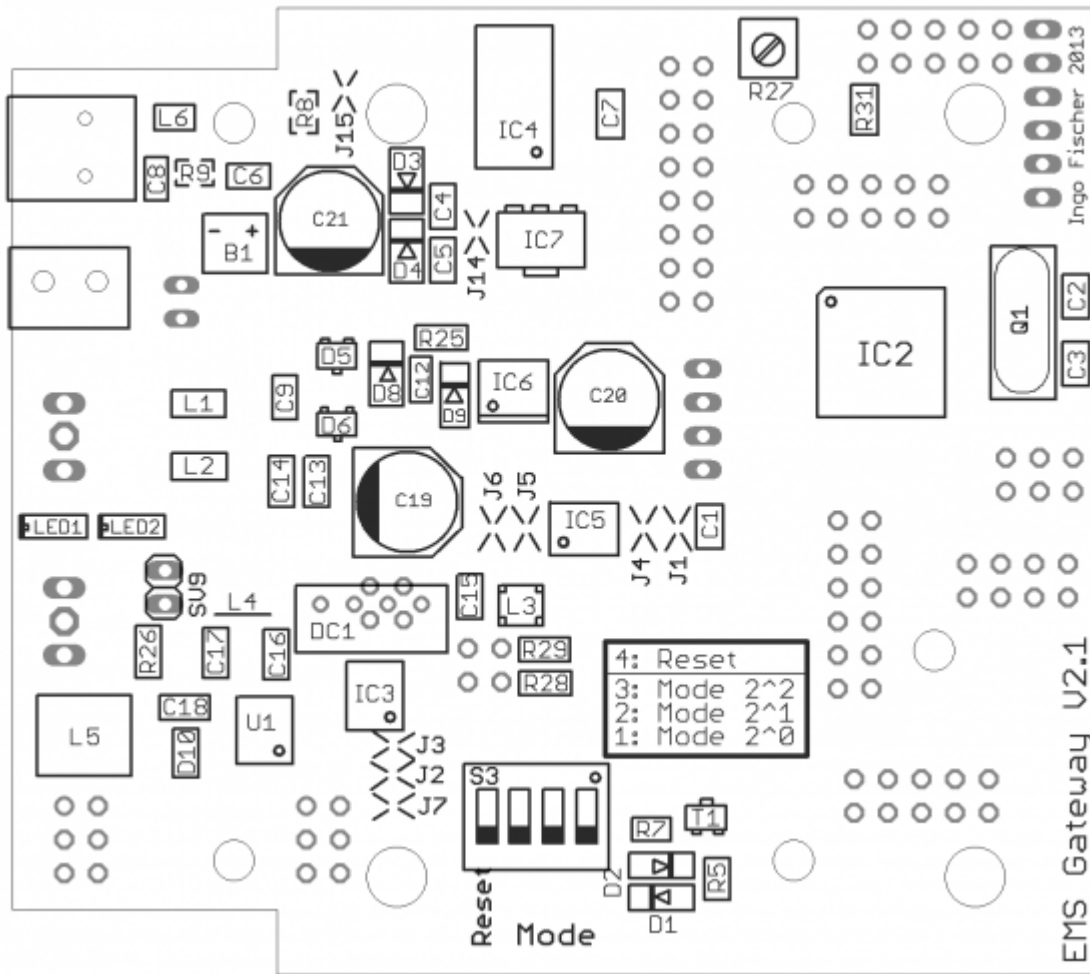 Ingo Fischer 2013
R27
R31
L6
R8
J15
IC4
C7
C8
R9
C6
D3
C4
C21
- +
B1
D4
C5
J14
IC7
C2
Q1
C3
IC2
R25
D5
D8
C12
D9
IC6
C20
C9
L1
D6
L2
C14
C13
C19
J6
J5
IC5
J4
J1
C1
LED1
LED2
SV9
L4
DC1
C15
L3
R26
C17
C16
R29
R28
IC3
4: Reset
3: Mode 2^2
2: Mode 2^1
1: Mode 2^0
L5
C18
D10
U1
J3
J2
J7
S3
T1
R7
D2
R5
D1
Reset
Mode
EMS Gateway V2.1